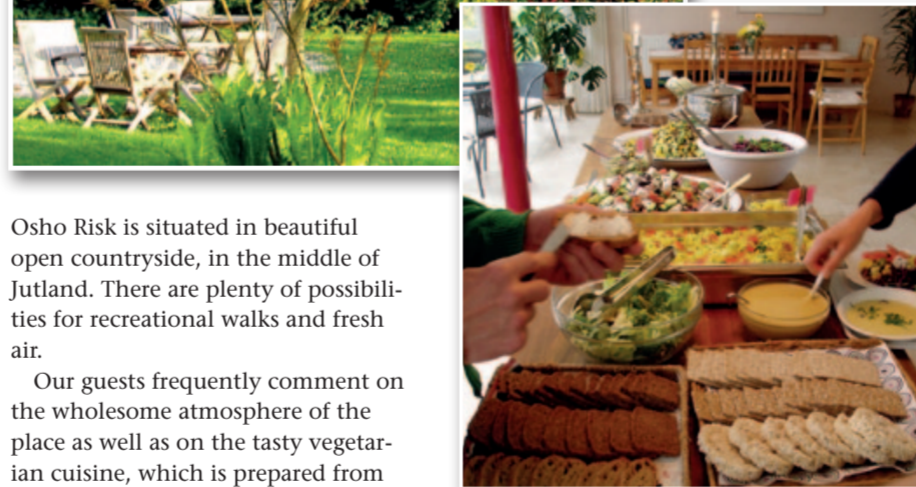 Osho Risk is situated in beautiful
open countryside, in the middle of
Jutland. There are plenty of possibili-
ties for recreational walks and fresh
air.
Our guests frequently comment on
the wholesome atmosphere of the
place as well as on the tasty vegetar-
ian cuisine, which is prepared from